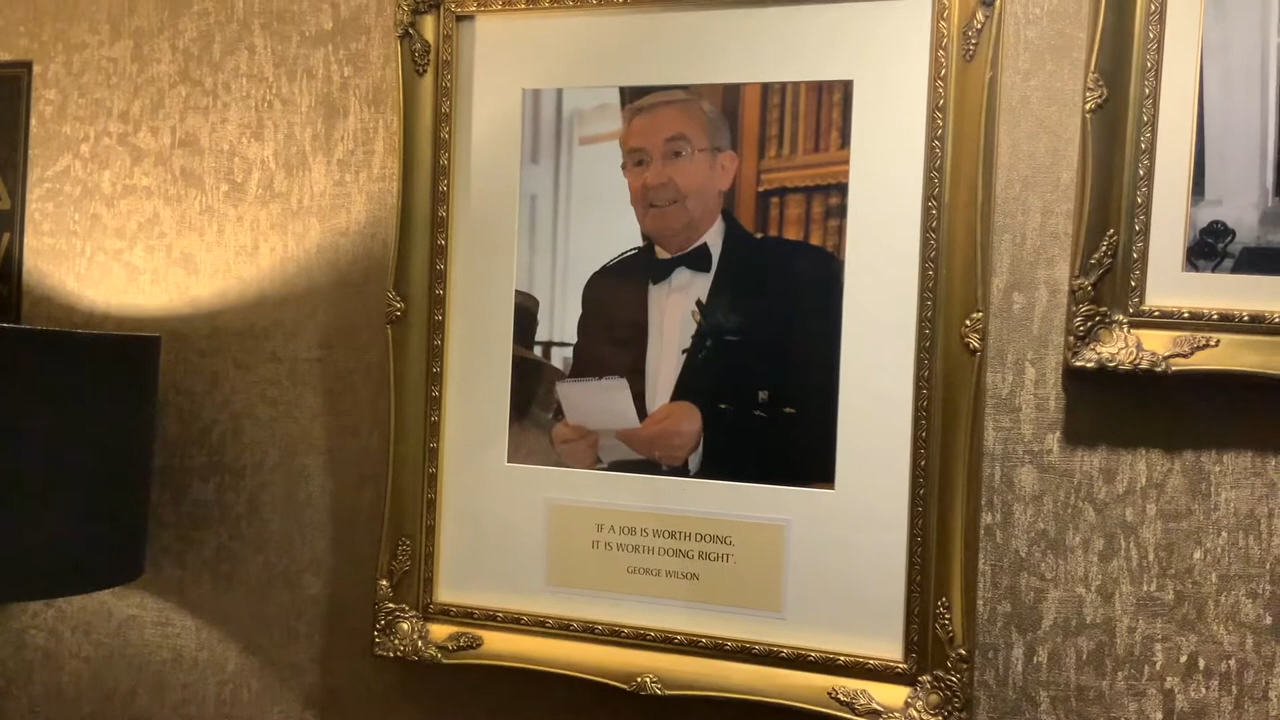 'IF A JOB IS WORTH DOING,
IT IS WORTH DOING RIGHT'.
GEORGE WILSON